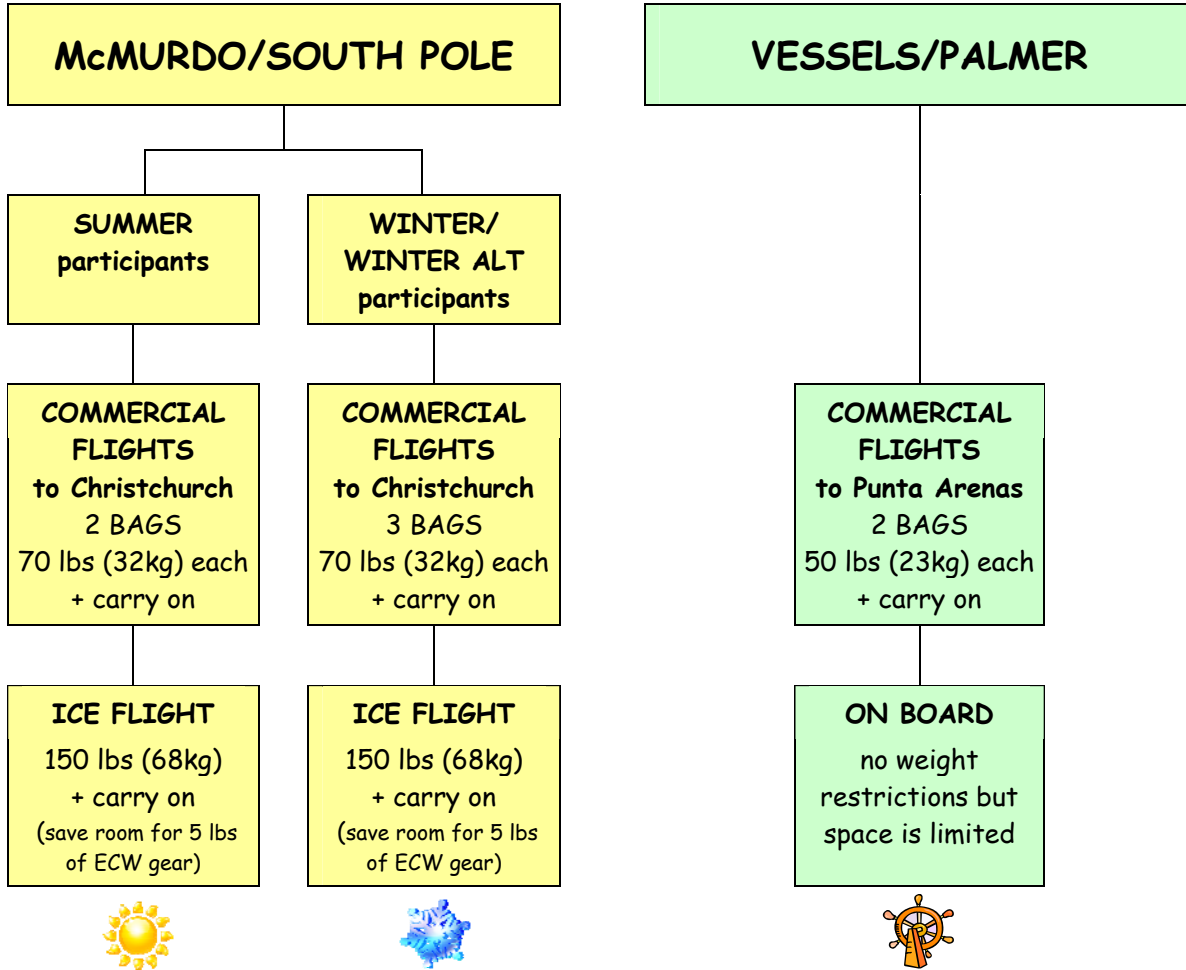 McMURDO/SOUTH POLE
VESSELS/PALMER
SUMMER
participants
WINTER/
WINTER ALT
participants
COMMERCIAL
FLIGHTS
to Christchurch
2 BAGS
70 lbs (32kg) each
+ carry on
COMMERCIAL
FLIGHTS
to Christchurch
3 BAGS
70 lbs (32kg) each
+ carry on
COMMERCIAL
FLIGHTS
to Punta Arenas
2 BAGS
50 lbs (23kg) each
+ carry on
ICE FLIGHT
150 lbs (68kg)
+ carry on
(save room for 5 lbs
of ECW gear)
ICE FLIGHT
150 lbs (68kg)
+ carry on
(save room for 5 lbs
of ECW gear)
ON BOARD
no weight
restrictions but
space is limited